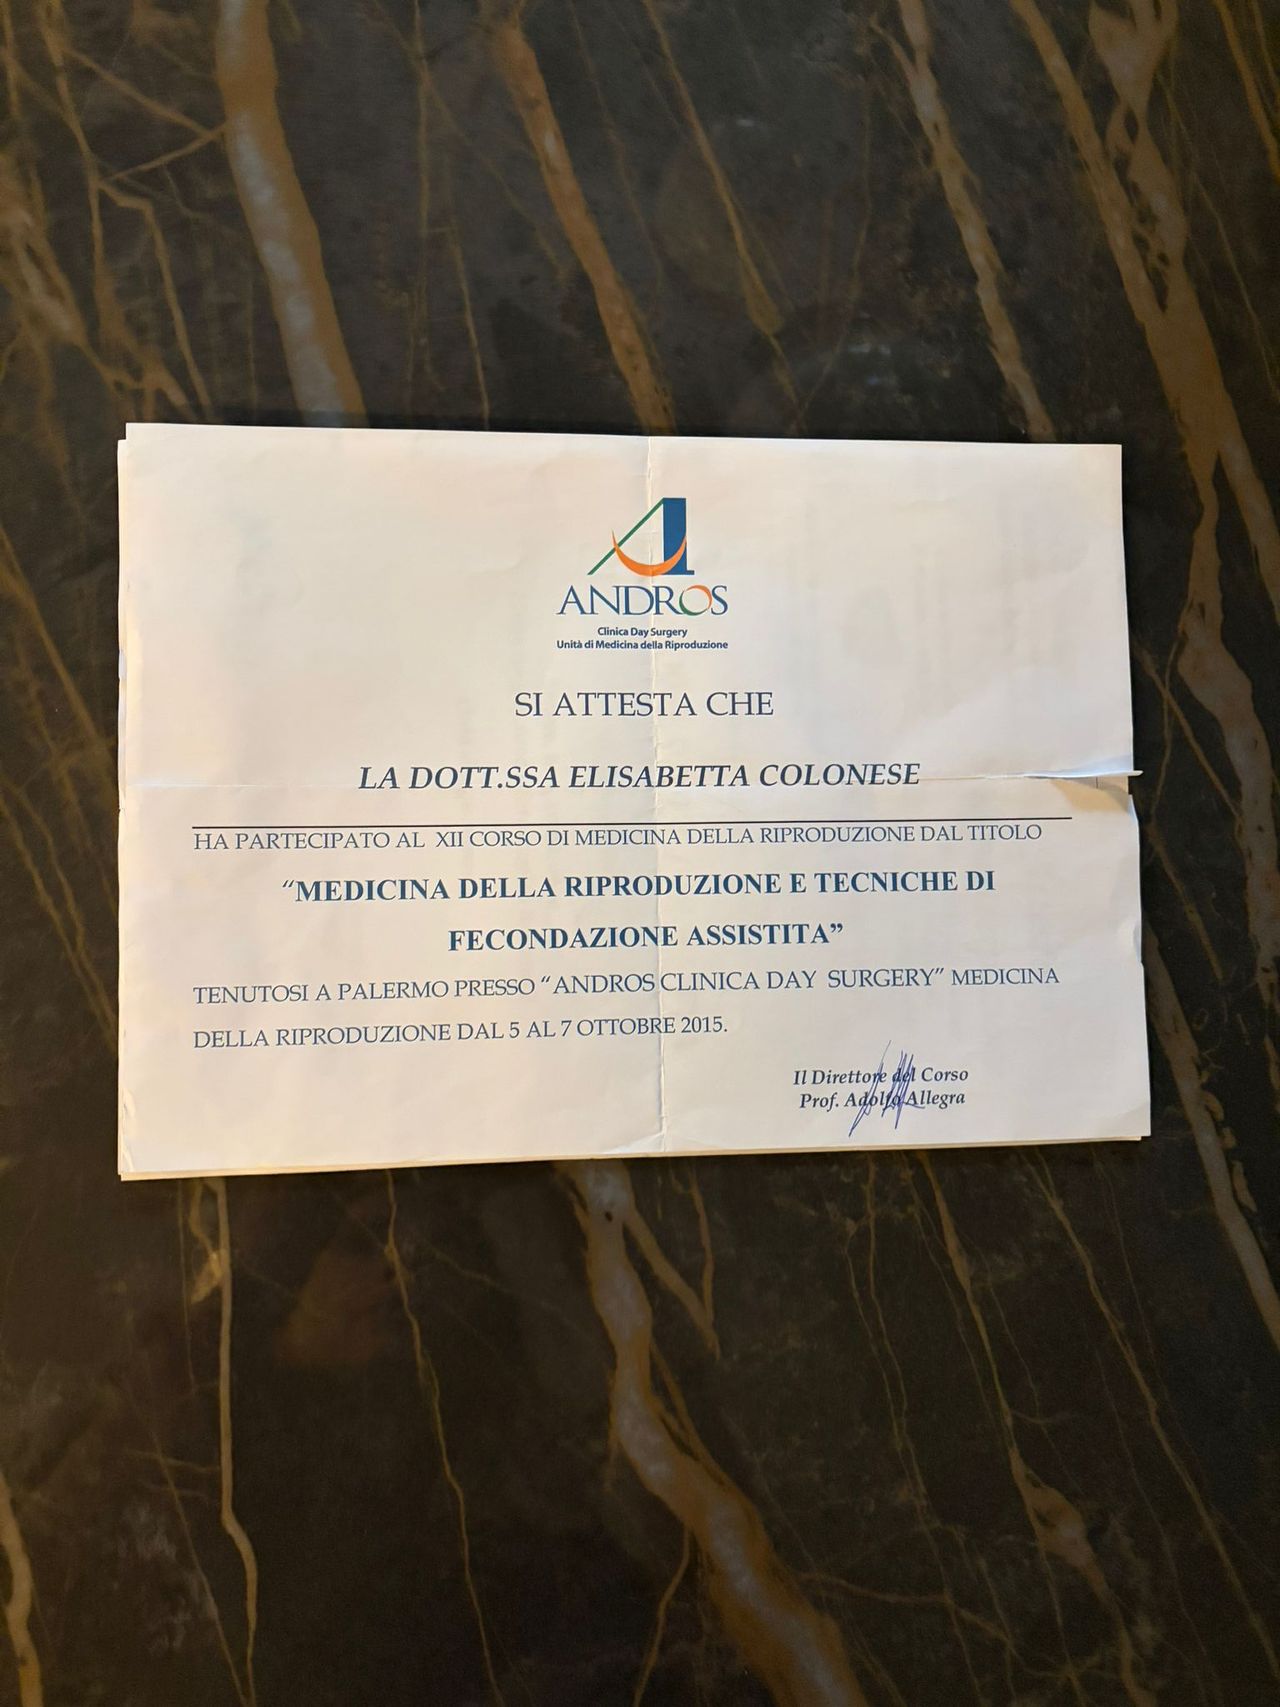 ANDROS
Clinica Day Surgery
Unità di Medicina della Riproduzione
SI ATTESTA CHE
LA DOTT.SSA ELISABETTA COLONESE
HA PARTECIPATO AL XII CORSO DI MEDICINA DELLA RIPRODUZIONE DAL TITOLO
“MEDICINA DELLA RIPRODUZIONE E TECNICHE DI
FECONDAZIONE ASSISTITA”
TENUTOSI A PALERMO PRESSO “ANDROS CLINICA DAY SURGERY” MEDICINA
DELLA RIPRODUZIONE DAL 5 AL 7 OTTOBRE 2015.
Il Direttore del Corso
Prof. Adolfo Allegra